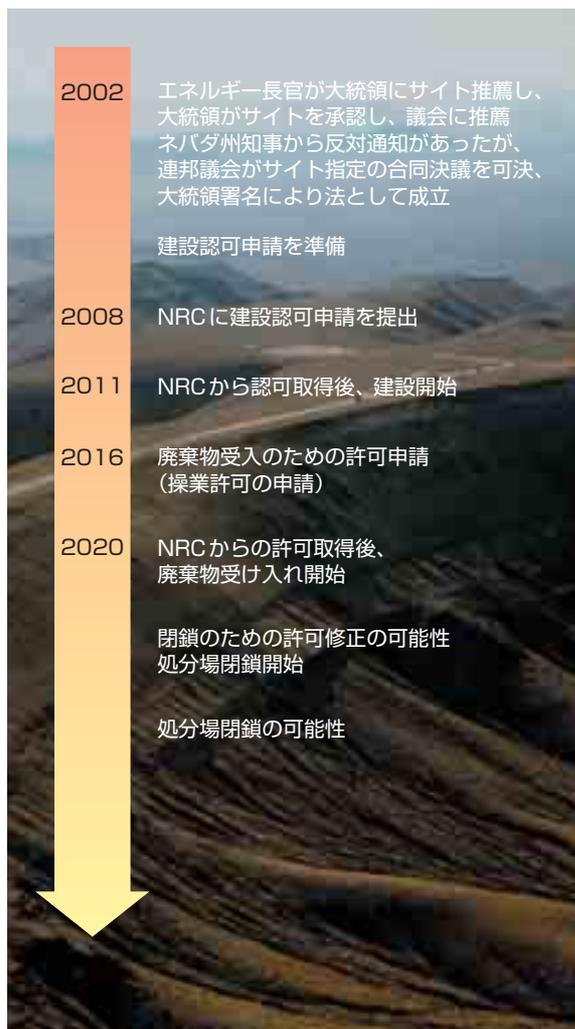 2002 エネルギー長官が大統領にサイト推薦し、
大統領がサイトを承認し、議会に推薦
ネバダ州知事から反対通知があったが、
連邦議会がサイト指定の合同決議を可決、
大統領署名により法として成立
建設認可申請を準備
2008 NRCに建設認可申請を提出
2011 NRCから認可取得後、建設開始
2016 廃棄物受入のための許可申請
（操業許可の申請）
2020 NRCからの許可取得後、
廃棄物受け入れ開始
閉鎖のための許可修正の可能性
処分場閉鎖開始
処分場閉鎖の可能性